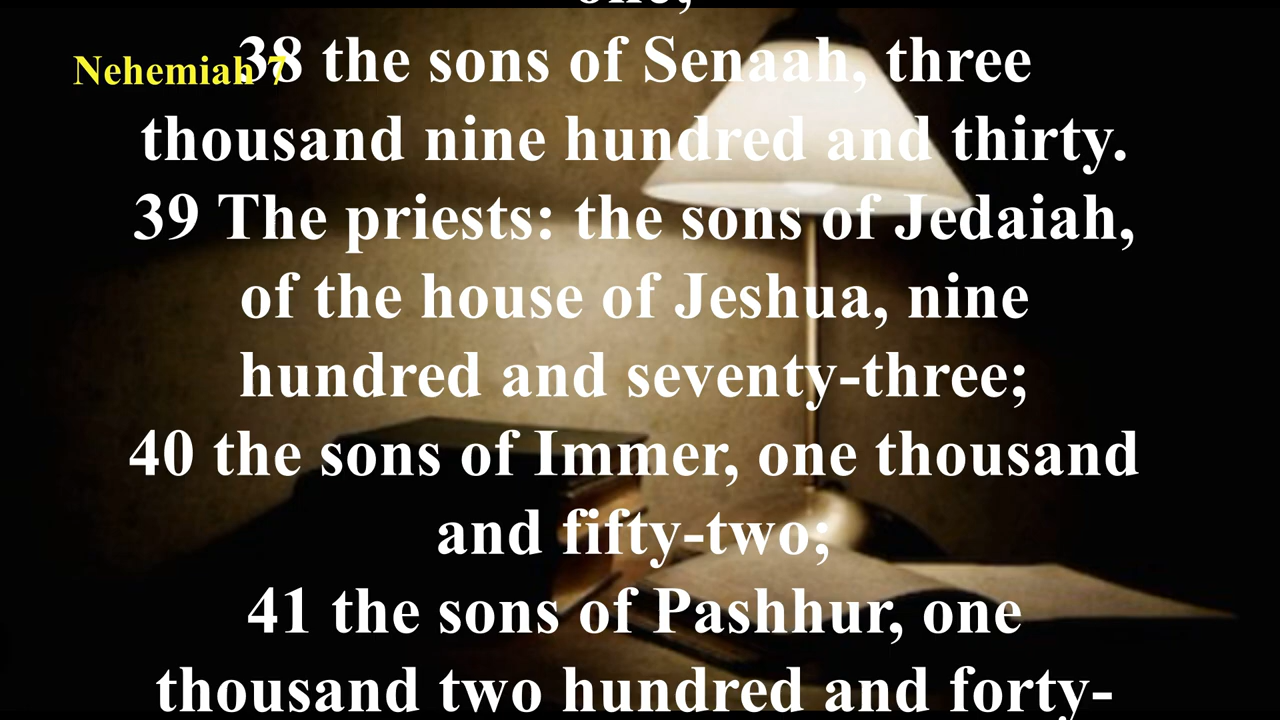 one,
Nehemiah 7
38 the sons of Senaah, three
thousand nine hundred and thirty.
39 The priests: the sons of Jedaiah,
of the house of Jeshua, nine
hundred and seventy-three;
40 the sons of Immer, one thousand
and fifty-two;
41 the sons of Pashhur, one
thousand two hundred and forty-